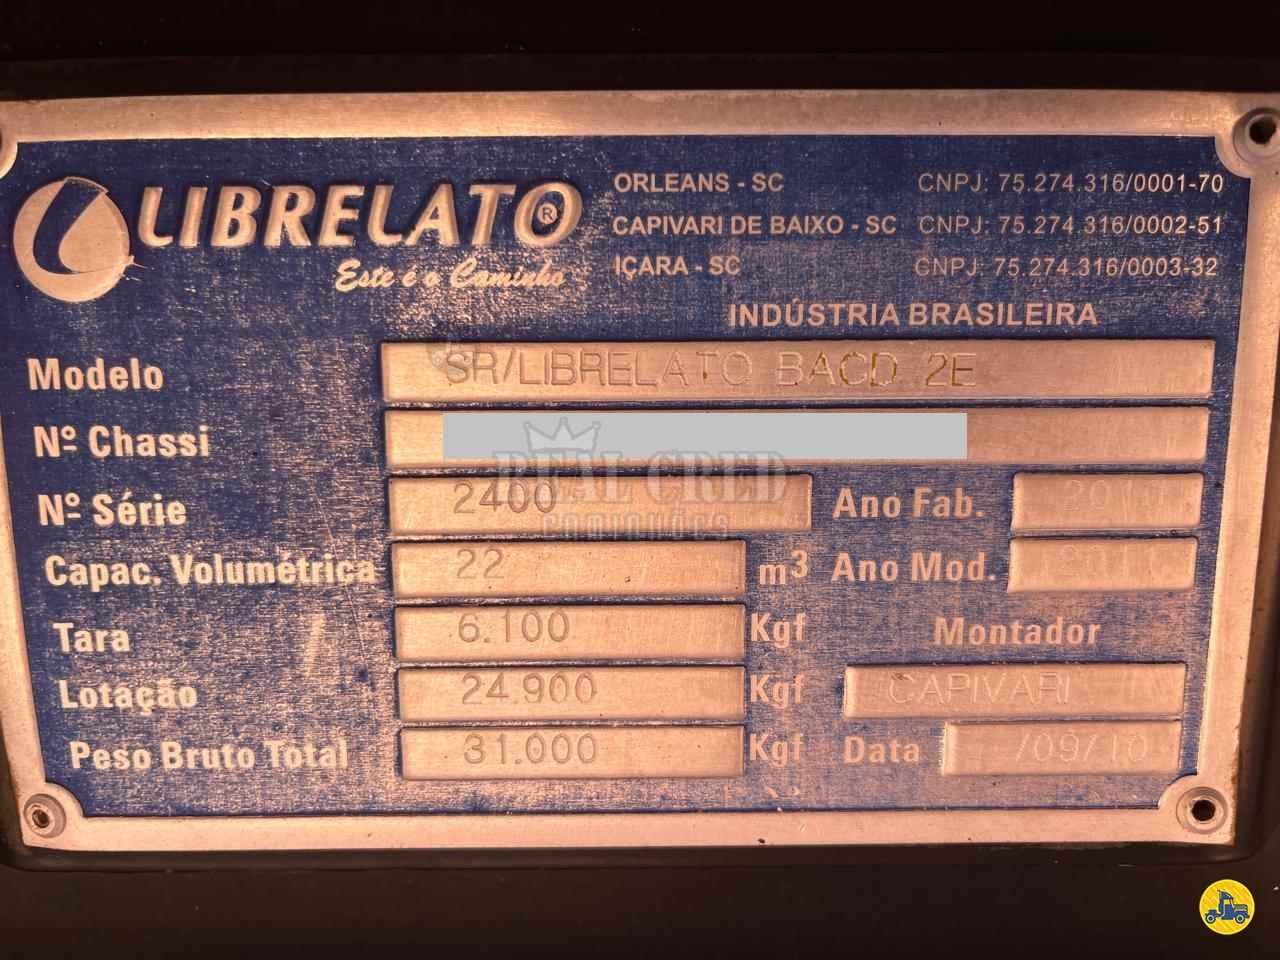 LIBRELATO®
Este é o Caminho
ORLEANS - SC CNPJ: 75.274.316/0001-70
CAPIVARI DE BAIXO - SC CNPJ: 75.274.316/0002-51
IÇARA - SC CNPJ: 75.274.316/0003-32
INDÚSTRIA BRASILEIRA
Modelo SR/LIBRELATO BACD 2E
Nº Chassi
REAL CRED
CAMINHÕES
Nº Série 2400 Ano Fab. 2010
Capac. Volumétrica 22 m³ Ano Mod.
Tara 6.100 Kgf Montador
Lotação 24.900 Kgf CAPIVARI
Peso Bruto Total 31.000 Kgf Data /09/10